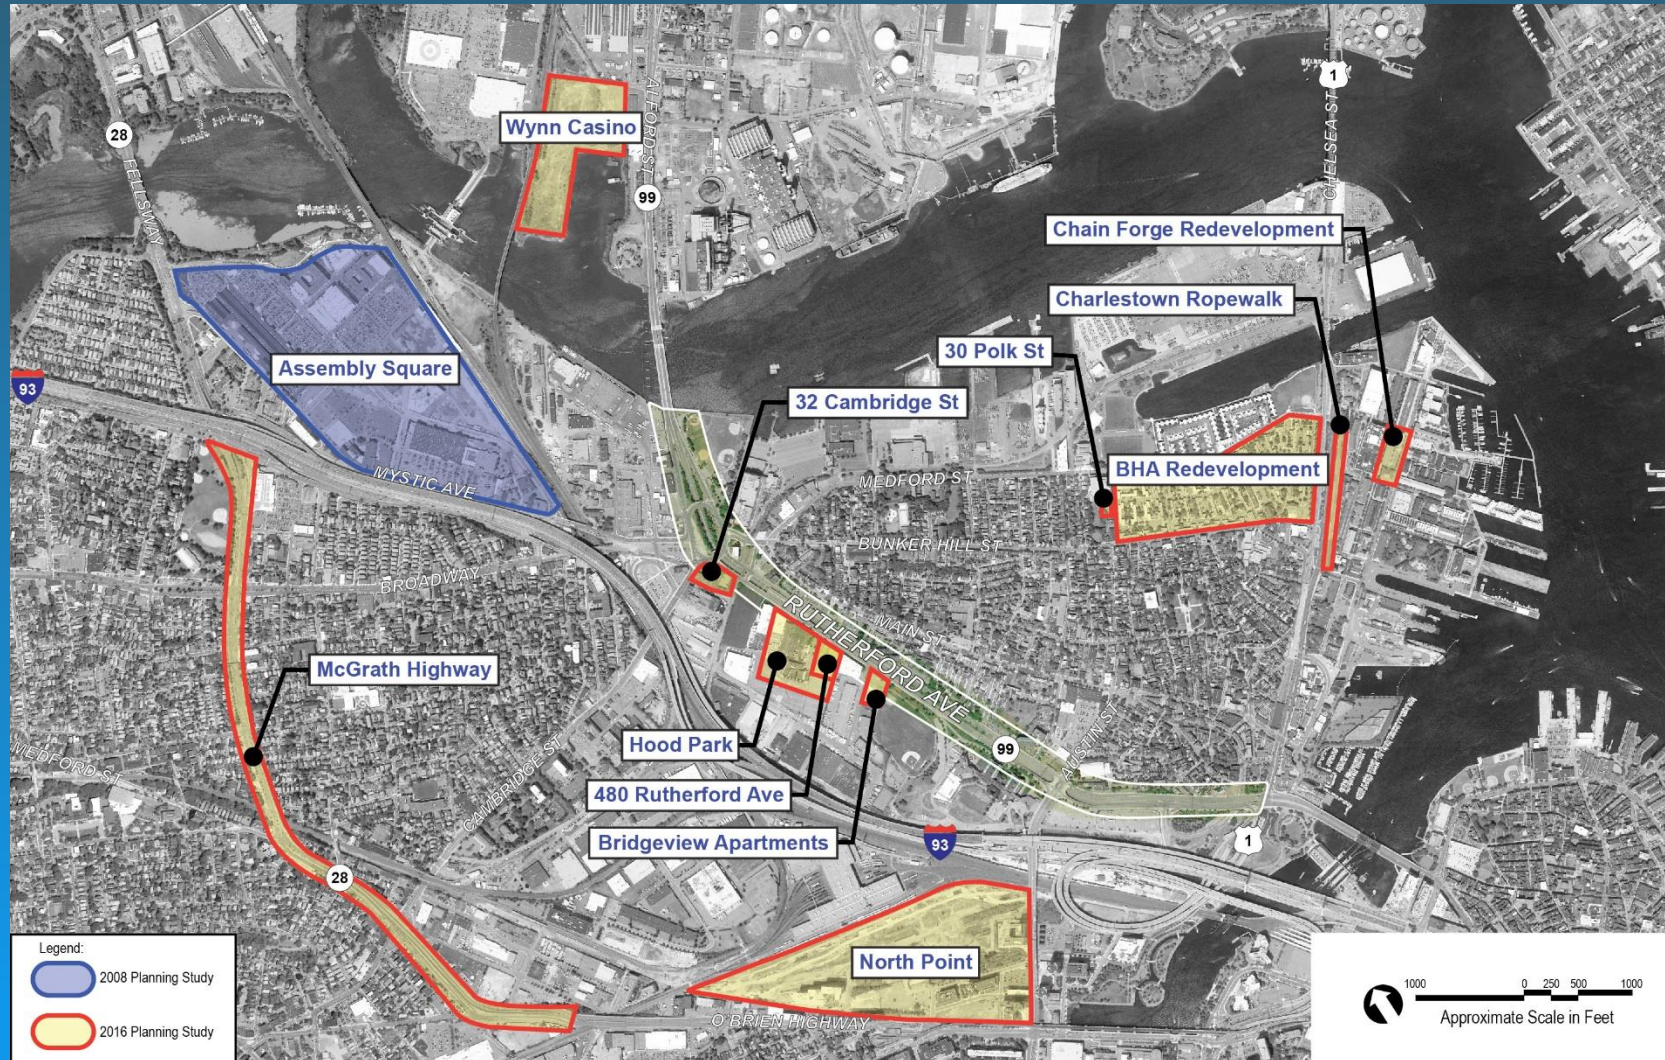 1
28
Wynn Casino
ALFORD ST
CHELSEA ST
FELLSWAY
99
Chain Forge Redevelopment
Charlestown Ropewalk
30 Polk St
Assembly Square
93
32 Cambridge St
MYSTIC AVE
MEDFORD ST
BHA Redevelopment
BUNKER HILL ST
BROADWAY
RUTHERFORD AVE
MAIN ST
McGrath Highway
Hood Park
99
AUSTIN ST
MEDFORD ST
CAMBRIDGE ST
480 Rutherford Ave
Bridgeview Apartments
93
1
28
North Point
O'BRIEN HIGHWAY
Legend:
2008 Planning Study
2016 Planning Study
1000 0 250 500 1000
Approximate Scale in Feet